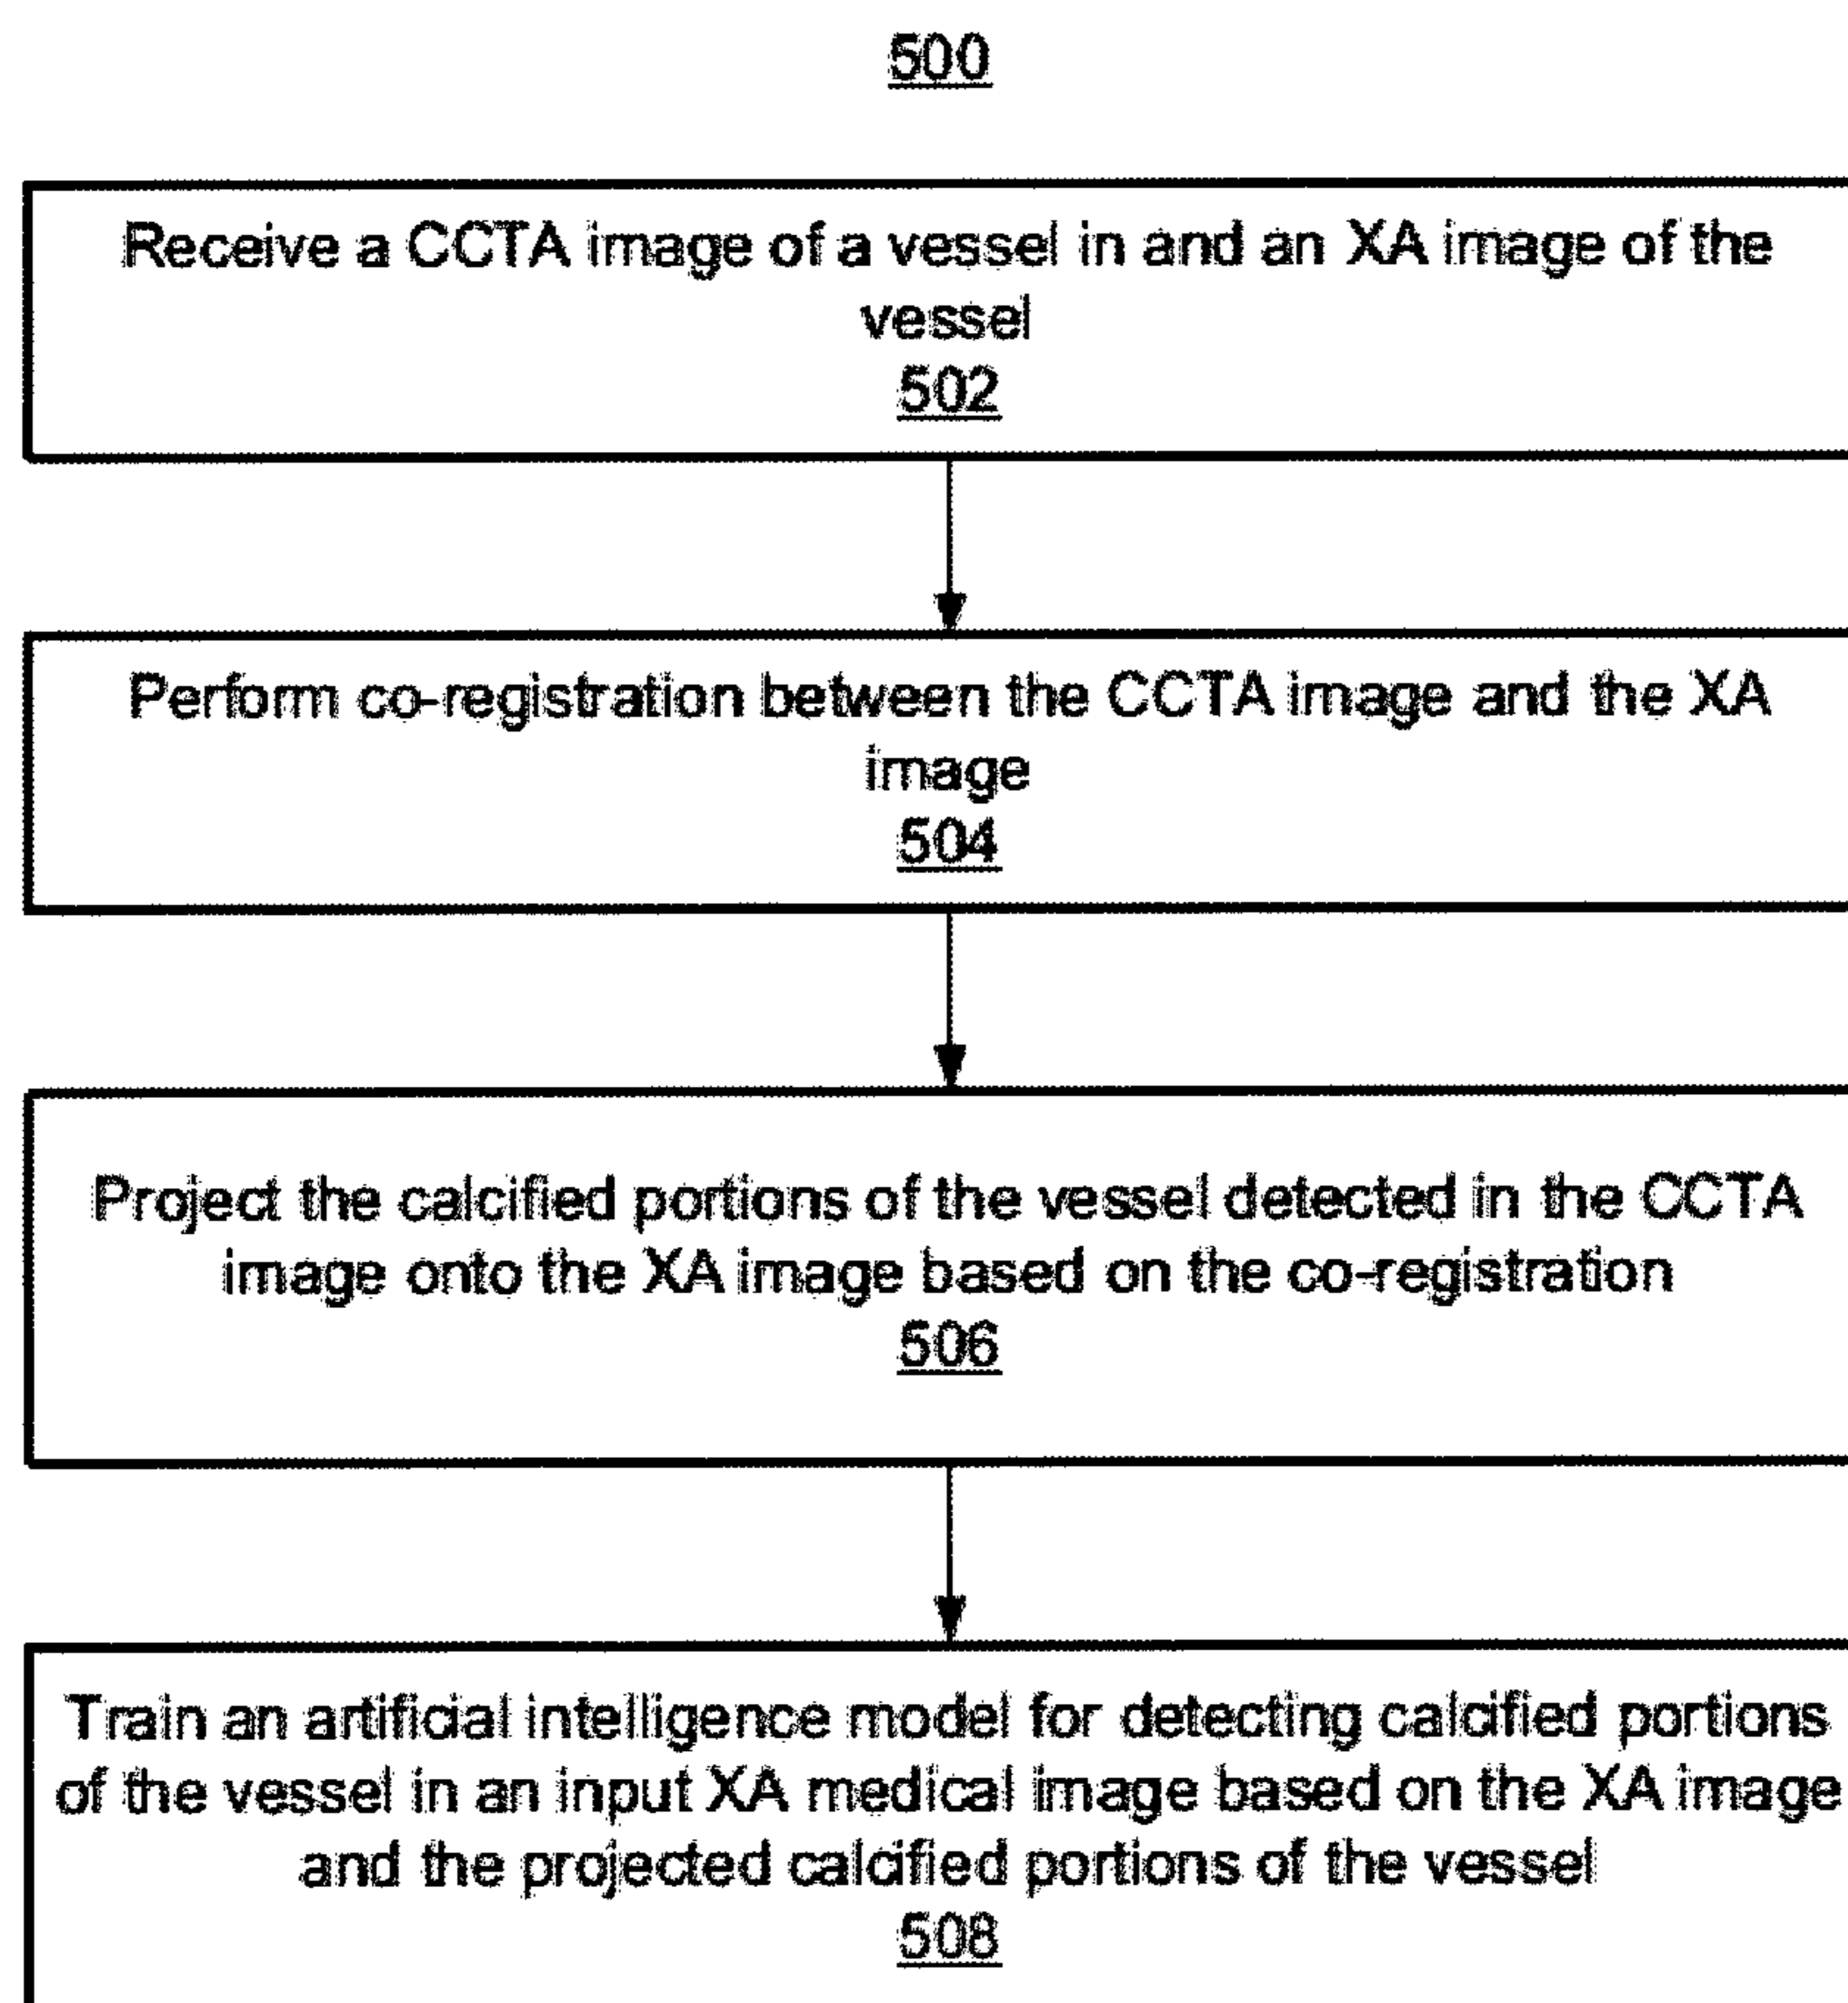 500
Receive a CCTA image of a vessel in and an XA image of the
vessel
502
Perform co-registration between the CCTA image and the XA
image
504
Project the calcified portions of the vessel detected in the CCTA
image onto the XA image based on the co-registration
506
Train an artificial intelligence model for detecting calcified portions
of the vessel in an input XA medical image based on the XA image
and the projected calcified portions of the vessel
508